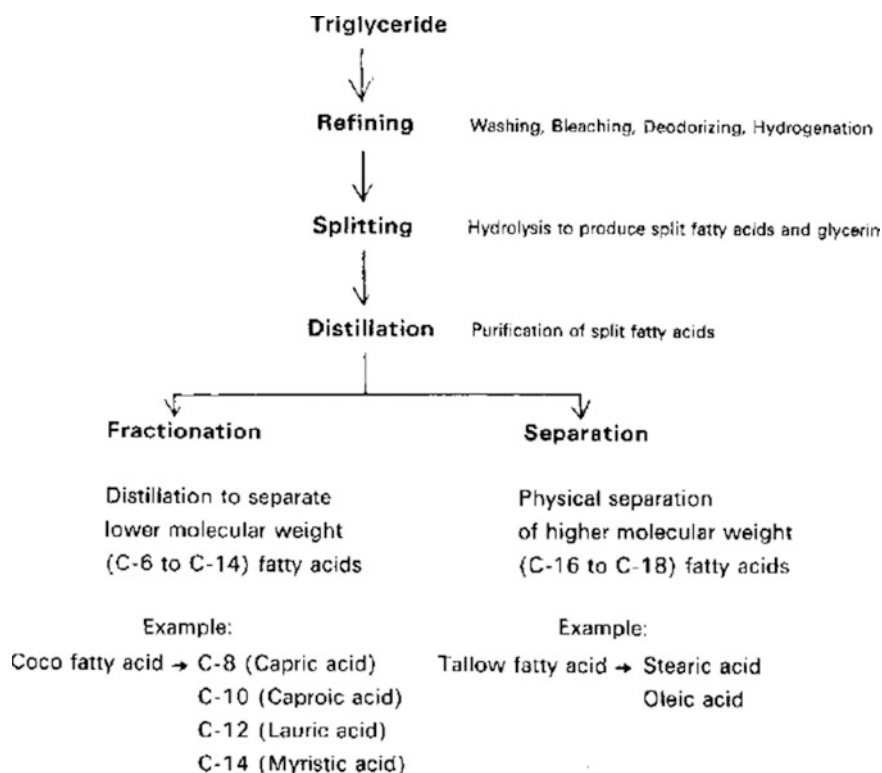 Triglyceride
Refining Washing, Bleaching, Deodorizing, Hydrogenation
Splitting Hydrolysis to produce split fatty acids and glycerin
Distillation Purification of split fatty acids
Fractionation
Distillation to separate
lower molecular weight
(C-6 to C-14) fatty acids
Example:
Coco fatty acid → C-8 (Capric acid)
C-10 (Caproic acid)
C-12 (Lauric acid)
C-14 (Myristic acid)
Separation
Physical separation
of higher molecular weight
(C-16 to C-18) fatty acids
Example:
Tallow fatty acid → Stearic acid
Oleic acid